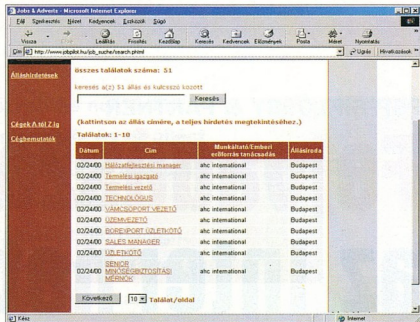 Jobs & Adverts - Microsoft Internet Explorer
Fájl Szerkesztés Nézet Kedvencek Eszközök Súgó
Vissza Leállítás Frissítés Kezdőlap Keresés Kedvencek Előzmények Posta Méret Nyomtatás
Cím http://www.jobpilot.hu/job_suche/search.phtml Ugrás Hivatkozások
Álláshirdetések
Cégek A.tól Z.ig
Cégbemutatók
összes találatok száma: 51
keresés a(z) 51 állás és kulcsszó között
Keresés
(kattintson az állás címére, a teljes hirdetés megtekintéséhez.)
Találatok: 1-10
Dátum Cím Munkáltató/Emberi erőforrás tanácsadás Állásiroda
02/24/00 Hálózatfejlesztési manager ahc international Budapest
02/24/00 Termelési igazgató ahc international Budapest
02/24/00 Termelési vezető ahc international Budapest
02/24/00 TECHNOLÓGUS ahc international Budapest
02/24/00 VÁMCSOPORT VEZETŐ ahc international Budapest
02/24/00 ÜZEMVEZETŐ ahc international Budapest
02/24/00 BOREXPORT ÜZLETKÖTŐ ahc international Budapest
02/24/00 SALES MANAGER ahc international Budapest
02/24/00 ÜZLETKÖTŐ ahc international Budapest
02/24/00 SENIOR MINŐSÉGBIZTOSÍTÁSI MÉRNÖK ahc international Budapest
Következő 10 Találat/oldal
Kész Internet